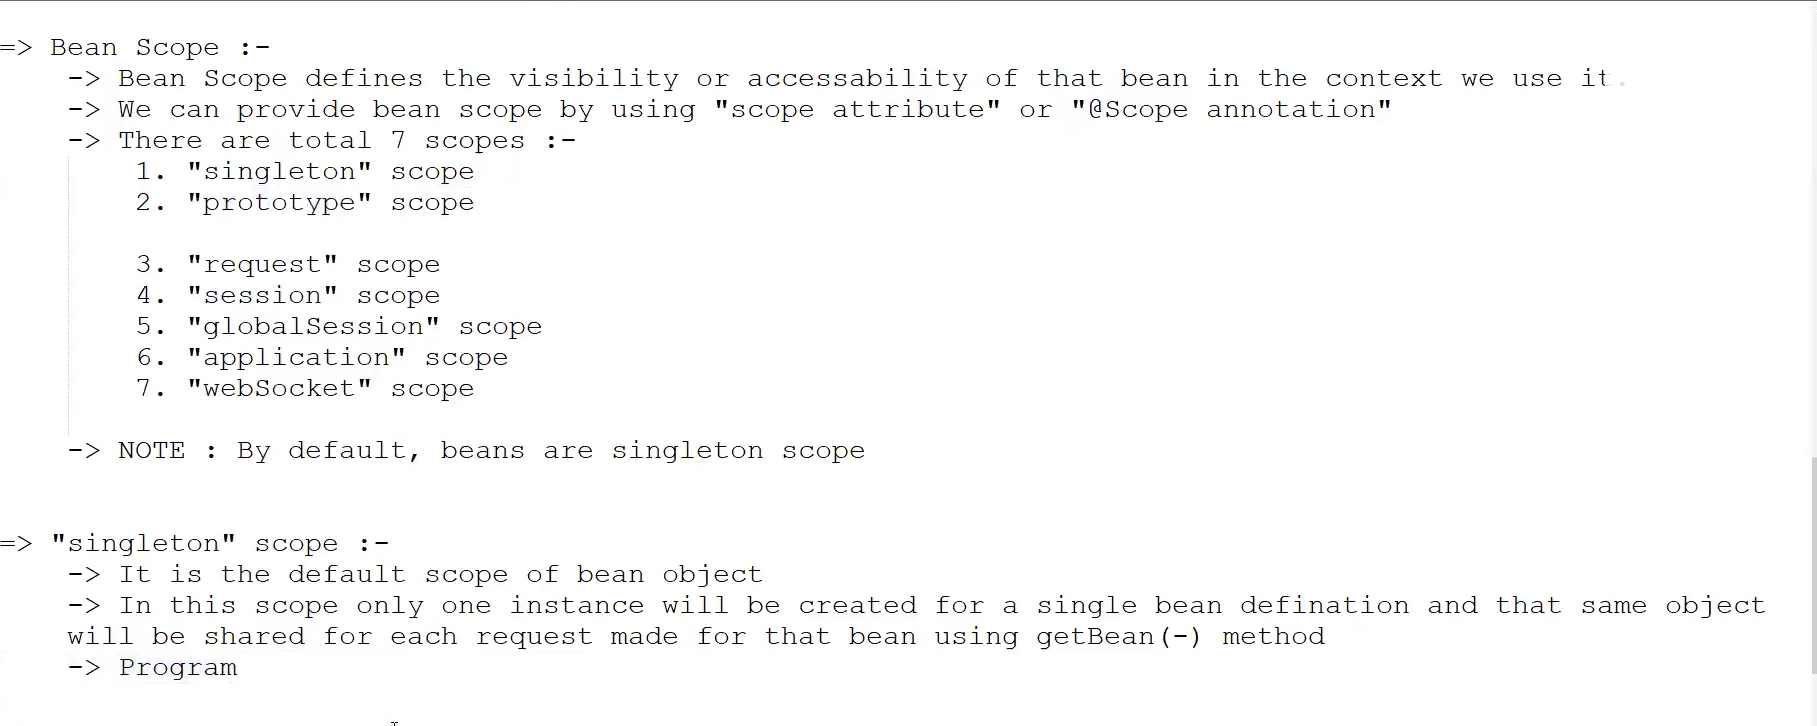 => Bean Scope :-
-> Bean Scope defines the visibility or accessability of that bean in the context we use it.
-> We can provide bean scope by using "scope attribute" or "@Scope annotation"
-> There are total 7 scopes :-
1. "singleton" scope
2. "prototype" scope
3. "request" scope
4. "session" scope
5. "globalSession" scope
6. "application" scope
7. "webSocket" scope
-> NOTE : By default, beans are singleton scope
=> "singleton" scope :-
-> It is the default scope of bean object
-> In this scope only one instance will be created for a single bean defination and that same object
will be shared for each request made for that bean using getBean(-) method
-> Program